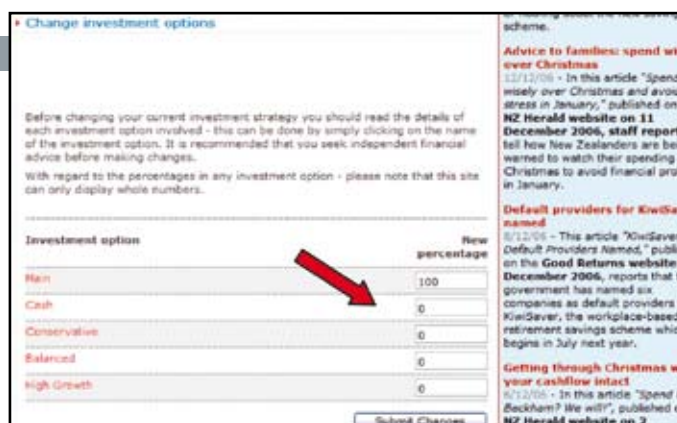 Change investment options
Before changing your current investment strategy you should read the details of
each investment option involved - this can be done by simply clicking on the name
of the investment option. It is recommended that you seek independent financial
advice before making changes.
With regard to the percentages in any investment option - please note that this site
can only display whole numbers.
Investment option New
percentage
Main 100
Cash 0
Conservative 0
Balanced 0
High Growth 0
Submit Changes
scheme.
Advice to families: spend
over Christmas
12/12/06 - In this article "Spend
wisely over Christmas and avoid
stress in January," published on
NZ Herald website on 11
December 2006, staff
tell how New Zealanders are
warned to watch their spending
Christmas to avoid financial
in January.
Default providers for
named
8/12/06 - This article "KiwiSaver
Default Providers Named,"
on the Good Returns website
December 2006, reports that
government has named six
companies as default providers
KiwiSaver, the workplace-based
retirement savings scheme
begins in July next year.
Getting through Christmas
your cashflow intact
6/12/06 - In this article "Spend
Beckham? We will!", published
NZ Herald website on 3